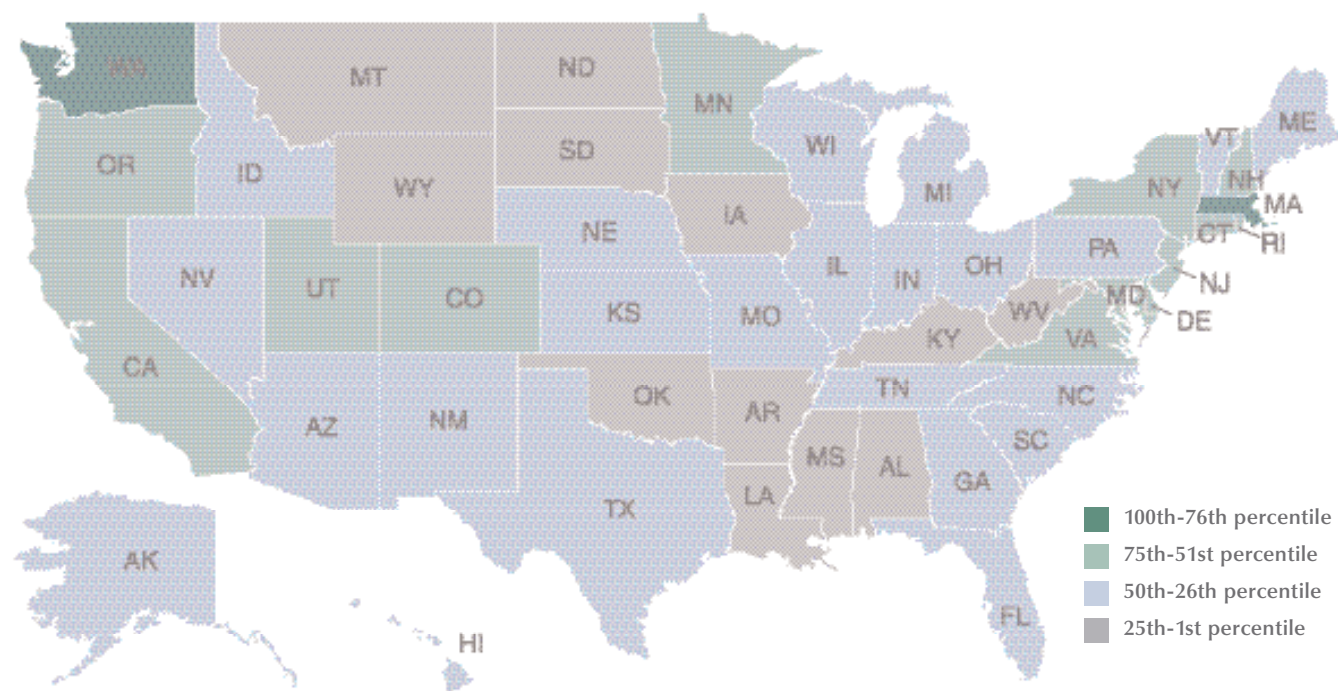 WA
MT
ND
MN
OR
ID
WY
SD
WI
MI
VT
ME
NH
NY
MA
CT
RI
IA
NE
NV
UT
CO
KS
MO
IL
IN
OH
PA
NJ
MD
DE
WV
VA
KY
CA
AZ
NM
OK
AR
TN
NC
SC
MS
AL
GA
LA
TX
FL
AK
HI
100th-76th percentile
75th-51st percentile
50th-26th percentile
25th-1st percentile